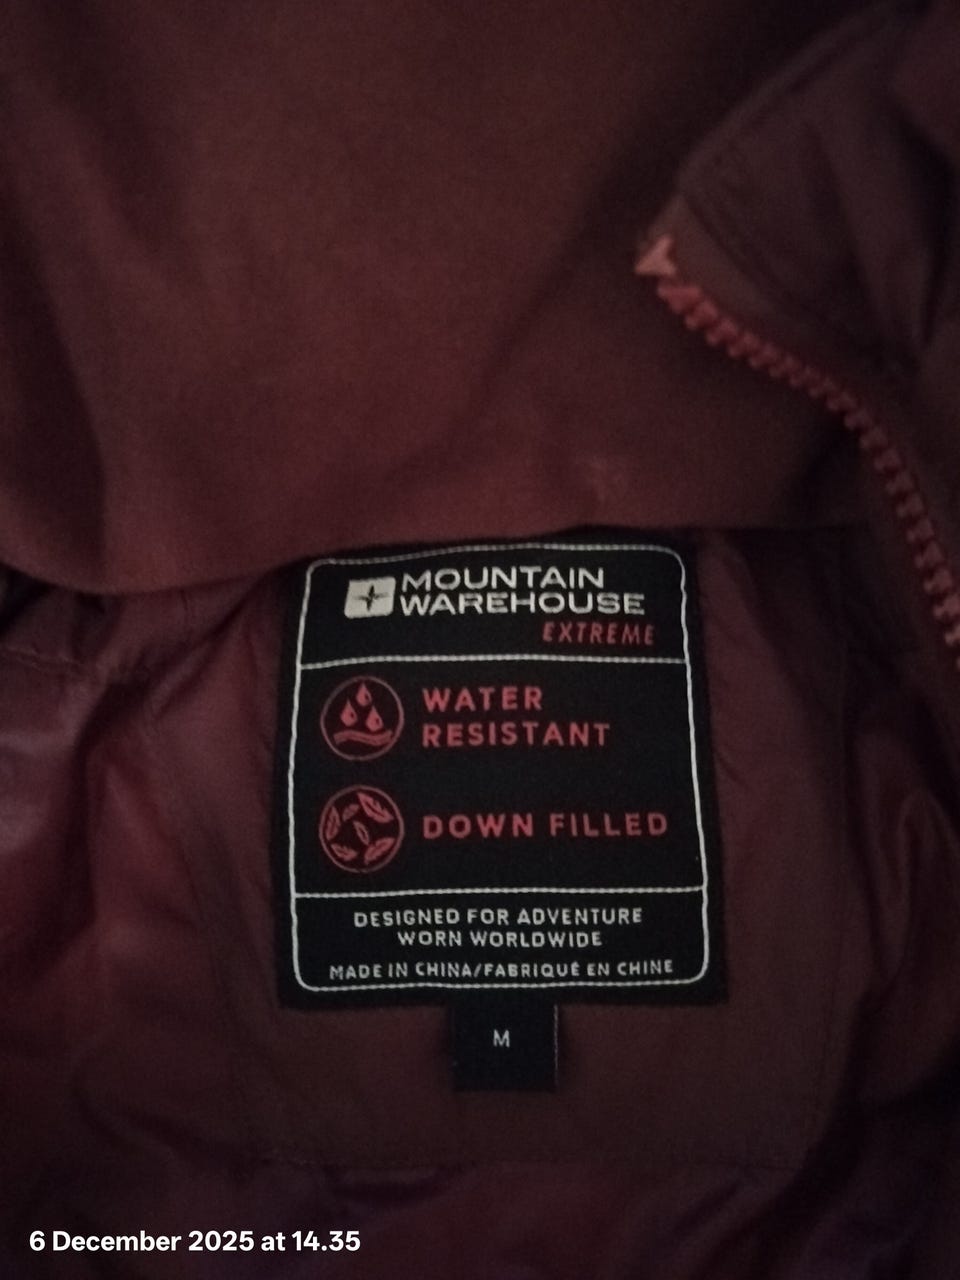 MOUNTAIN
WAREHOUSE
EXTREME
WATER
RESISTANT
DOWN FILLED
DESIGNED FOR ADVENTURE
WORN WORLDWIDE
MADE IN CHINA/FABRIQUÉ EN CHINE
M
6 December 2025 at 14.35